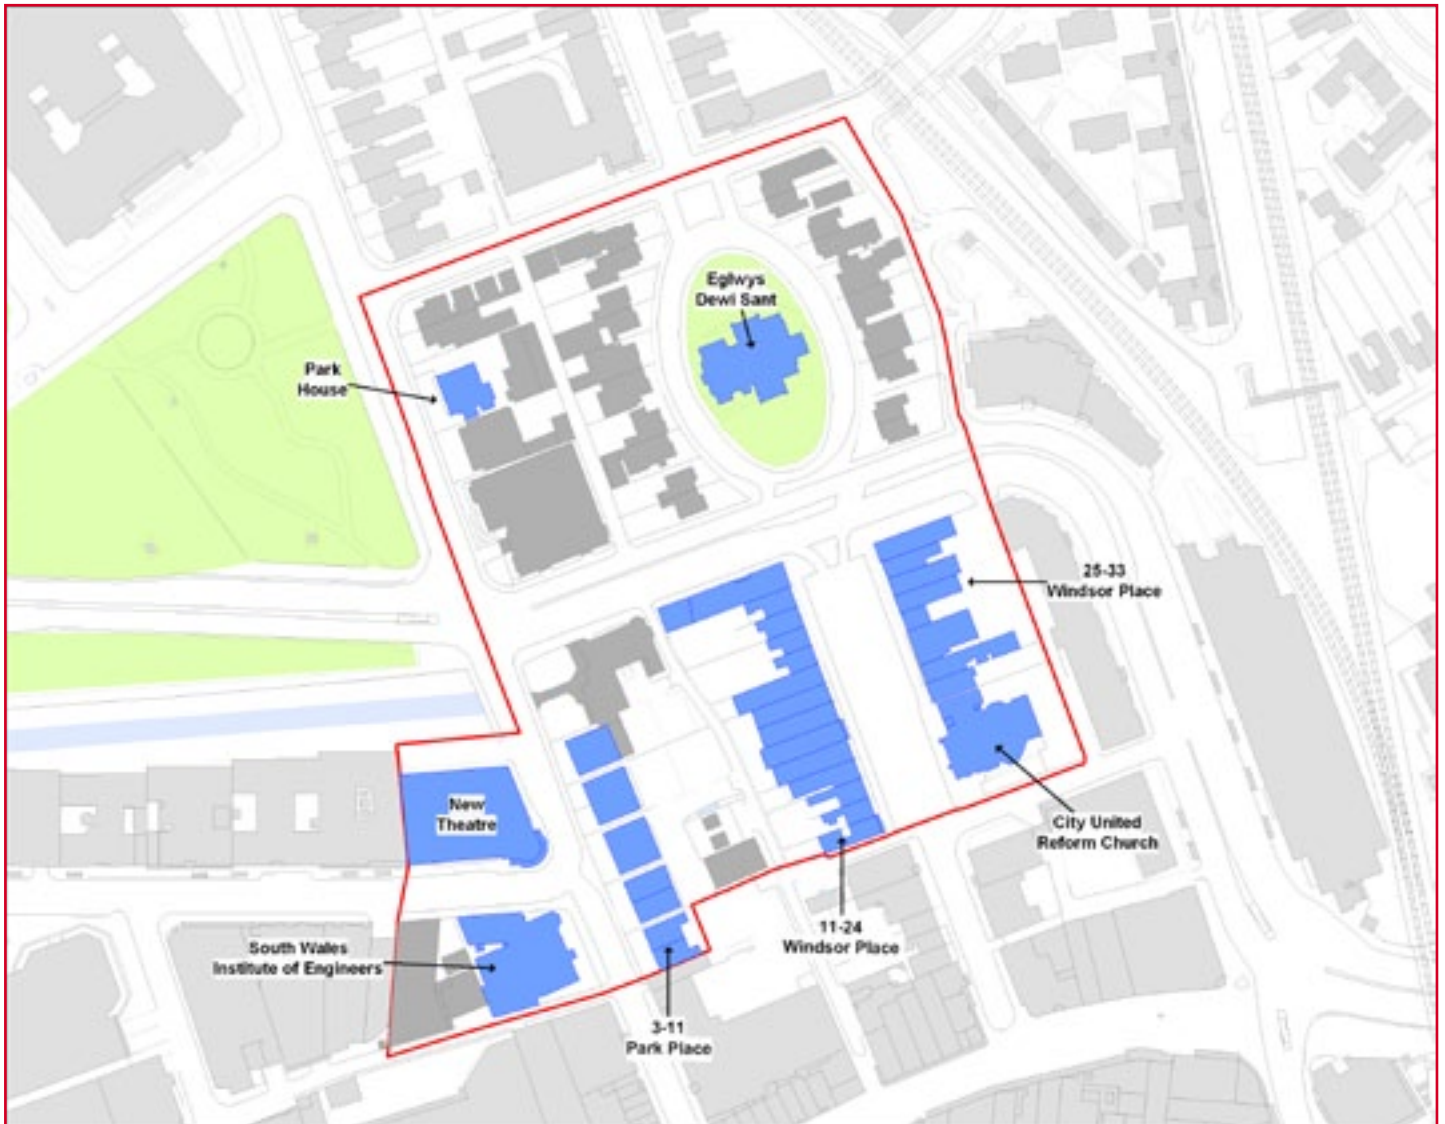 Eglwys
Dewi Sant
Park
House
25-33
Windsor Place
New
Theatre
City United
Reform Church
11-24
Windsor Place
South Wales
Institute of Engineers
3-11
Park Place